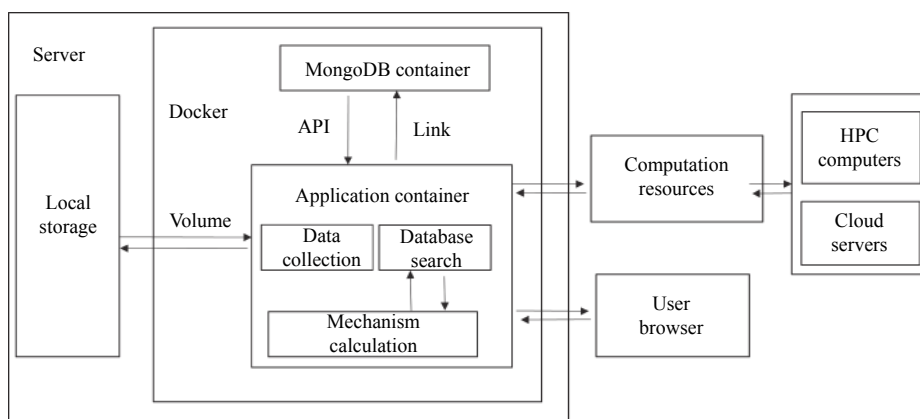 Server
Docker
MongoDB container
API
Link
Local
storage
Volume
Application container
Data
collection
Database
search
Mechanism
calculation
Computation
resources
HPC
computers
Cloud
servers
User
browser